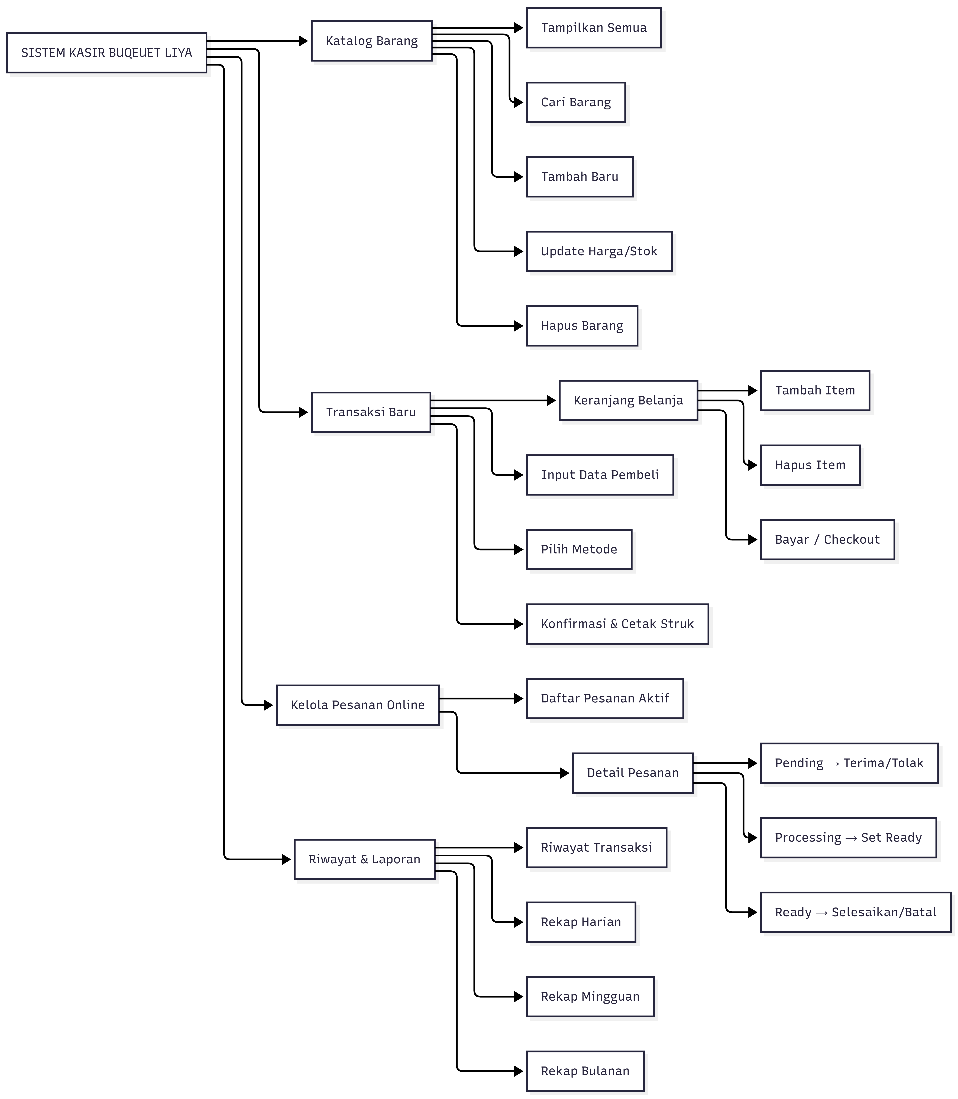 SISTEM KASIR BUQEUET LIYA
Katalog Barang
Tampilkan Semua
Cari Barang
Tambah Baru
Update Harga/Stok
Hapus Barang
Transaksi Baru
Keranjang Belanja
Tambah Item
Hapus Item
Bayar / Checkout
Input Data Pembeli
Pilih Metode
Konfirmasi & Cetak Struk
Kelola Pesanan Online
Daftar Pesanan Aktif
Detail Pesanan
Pending → Terima/Tolak
Processing → Set Ready
Ready → Selesaikan/Batal
Riwayat & Laporan
Riwayat Transaksi
Rekap Harian
Rekap Mingguan
Rekap Bulanan